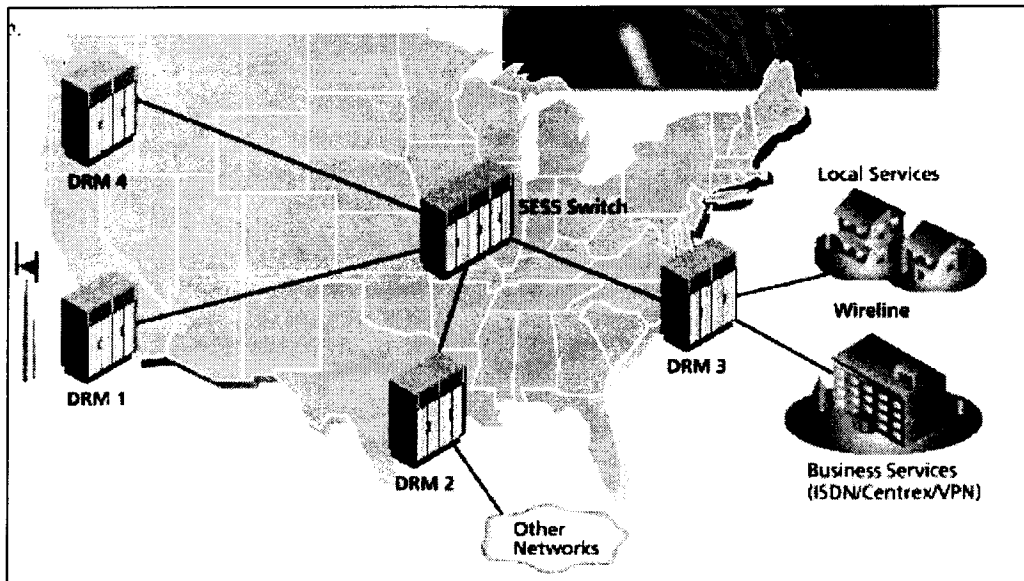 DRM 4
5ESS Switch
Local Services
Wireline
DRM 3
DRM 1
DRM 2
Business Services
(ISDN/Centrex/VPN)
Other
Networks